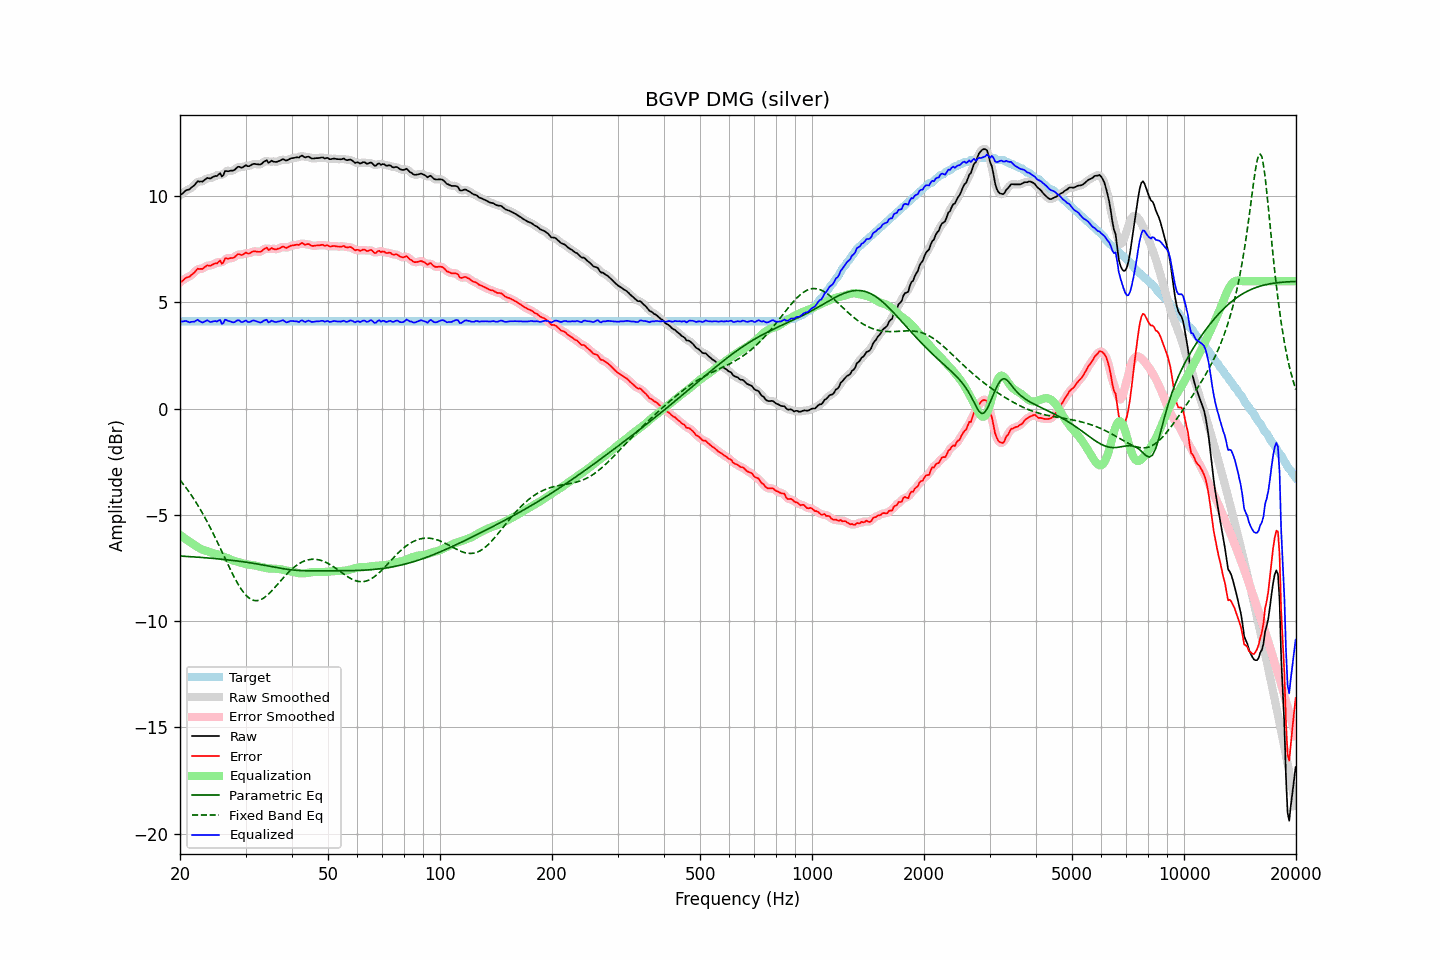 BGVP DMG (silver)
Amplitude (dBr)
10
5
0
−5
−10
−15
−20
Target
Raw Smoothed
Error Smoothed
Raw
Error
Equalization
Parametric Eq
Fixed Band Eq
Equalized
20 50 100 200 500 1000 2000 5000 10000 20000
Frequency (Hz)